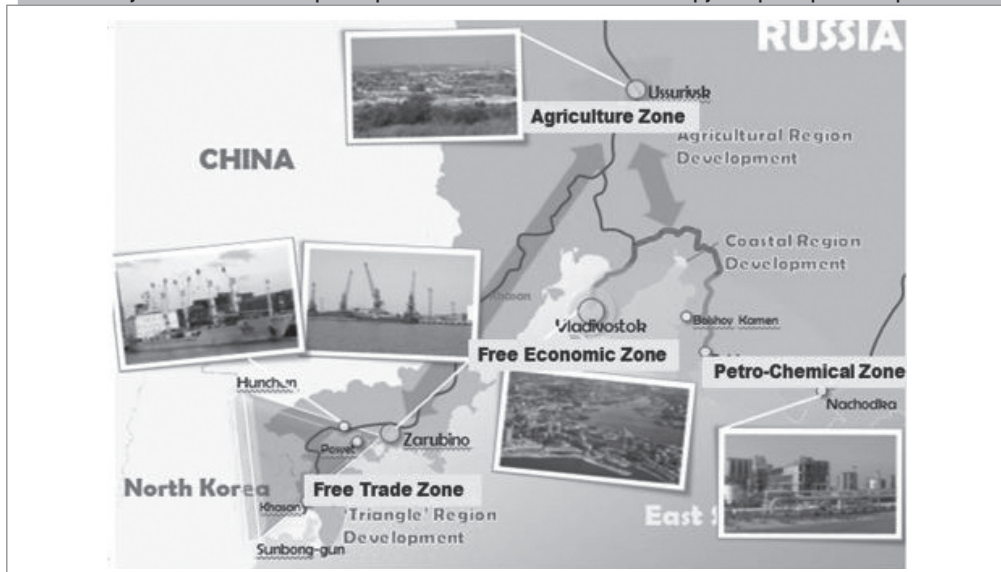 RUSSIA
Ussurivsk
Agriculture Zone
Agricultural Region
Development
CHINA
Coastal Region
Development
Khasan
Vladivostok
Bolshoy Kamen
Free Economic Zone
Petro-Chemical Zone
Hunchun
Nachodka
Zarubino
Posyet
North Korea
Free Trade Zone
Khasan
'Triangle' Region
Development
East
Sunbong-gun